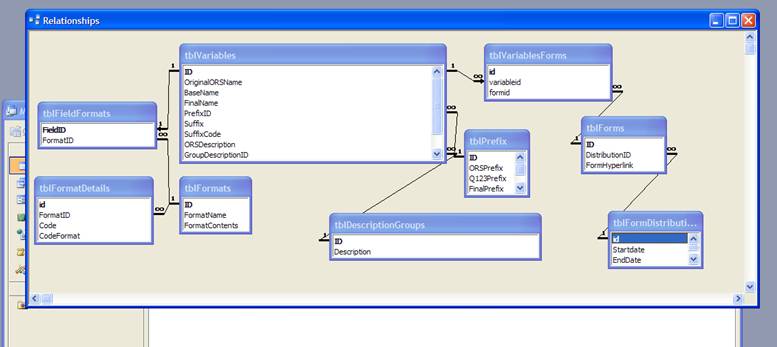 Relationships
tblVariables
ID
OriginalORSName
BaseName
FinalName
PrefixID
Suffix
SuffixCode
ORSDescription
GroupDescriptionID
tblVariablesForms
id
variableid
formid
tblFieldFormats
FieldID
FormatID
tblPrefix
ID
ORSPrefix
Q123Prefix
FinalPrefix
tblForms
ID
DistributionID
FormHyperlink
tblFormatDetails
id
FormatID
Code
CodeFormat
tblFormats
ID
FormatName
FormatContents
tblDescriptionGroups
ID
Description
tblFormDistributi...
id
Startdate
EndDate
1
∞
1
∞
1
∞
1
∞
∞
1
∞
1
∞
1
∞
1
M